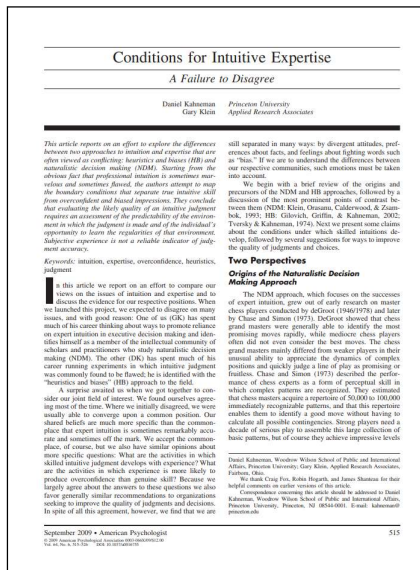 Conditions for Intuitive Expertise
A Failure to Disagree
Daniel Kahneman Princeton University
Gary Klein Applied Research Associates
This article reports on an effort to explore the differences
between two approaches to intuition and expertise that are
often viewed as conflicting: heuristics and biases (HB) and
naturalistic decision making (NDM). Starting from the
obvious fact that professional intuition is sometimes mar-
velous and sometimes flawed, the authors attempt to map
the boundary conditions that separate true intuitive skill
from overconfident and biased impressions. They conclude
that evaluating the likely quality of an intuitive judgment
requires an assessment of the predictability of the environ-
ment in which the judgment is made and of the individual's
opportunity to learn the regularities of that environment.
Subjective experience is not a reliable indicator of judg-
ment accuracy.
Keywords: intuition, expertise, overconfidence, heuristics,
judgment
In this article we report on an effort to compare our
views on the issues of intuition and expertise and to
discuss the evidence for our respective positions. When
we launched this project, we expected to disagree on many
issues, and with good reason: One of us (GK) has spent
much of his career thinking about ways to promote reliance
on expert intuition in executive decision making and iden-
tifies himself as a member of the intellectual community of
scholars and practitioners who study naturalistic decision
making (NDM). The other (DK) has spent much of his
career running experiments in which intuitive judgment
was commonly found to be flawed; he is identified with the
"heuristics and biases" (HB) approach to the field.
A surprise awaited us when we got together to con-
sider our joint field of interest. We found ourselves agree-
ing most of the time. Where we initially disagreed, we were
usually able to converge upon a common position. Our
shared beliefs are much more specific than the common-
place that expert intuition is sometimes remarkably accu-
rate and sometimes off the mark. We accept the common-
place, of course, but we also have similar opinions about
more specific questions: What are the activities in which
skilled intuitive judgment develops with experience? What
are the activities in which experience is more likely to
produce overconfidence than genuine skill? Because we
largely agree about the answers to these questions we also
favor generally similar recommendations to organizations
seeking to improve the quality of judgments and decisions.
In spite of all this agreement, however, we find that we are
still separated in many ways: by divergent attitudes, pref-
erences about facts, and feelings about fighting words such
as "bias." If we are to understand the differences between
our respective communities, such emotions must be taken
into account.
We begin with a brief review of the origins and
precursors of the NDM and HB approaches, followed by a
discussion of the most prominent points of contrast be-
tween them (NDM: Klein, Orasanu, Calderwood, & Zsam-
bok, 1993; HB: Gilovich, Griffin, & Kahneman, 2002;
Tversky & Kahneman, 1974). Next we present some claims
about the conditions under which skilled intuitions de-
velop, followed by several suggestions for ways to improve
the quality of judgments and choices.
Two Perspectives
Origins of the Naturalistic Decision
Making Approach
The NDM approach, which focuses on the successes
of expert intuition, grew out of early research on master
chess players conducted by deGroot (1946/1978) and later
by Chase and Simon (1973). DeGroot showed that chess
grand masters were generally able to identify the most
promising moves rapidly, while mediocre chess players
often did not even consider the best moves. The chess
grand masters mainly differed from weaker players in their
unusual ability to appreciate the dynamics of complex
positions and quickly judge a line of play as promising or
fruitless. Chase and Simon (1973) described the perfor-
mance of chess experts as a form of perceptual skill in
which complex patterns are recognized. They estimated
that chess masters acquire a repertoire of 50,000 to 100,000
immediately recognizable patterns, and that this repertoire
enables them to identify a good move without having to
calculate all possible contingencies. Strong players need a
decade of serious play to assemble this large collection of
basic patterns, but of course they achieve impressive levels
Daniel Kahneman, Woodrow Wilson School of Public and International
Affairs, Princeton University; Gary Klein, Applied Research Associates,
Fairborn, Ohio.
We thank Craig Fox, Robin Hogarth, and James Shanteau for their
helpful comments on earlier versions of this article.
Correspondence concerning this article should be addressed to Daniel
Kahneman, Woodrow Wilson School of Public and International Affairs,
Princeton University, Princeton, NJ 08544-0001. E-mail: kahneman@
princeton.edu
September 2009 • American Psychologist 515
© 2009 American Psychological Association 0003-066X/09/$12.00
Vol. 64, No. 6, 515–526 DOI: 10.1037/a0016755